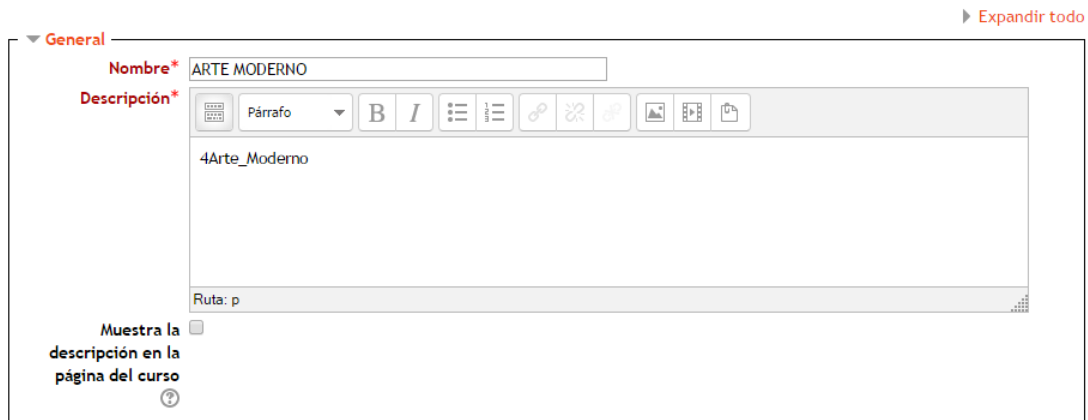 Expandir todo
General
Nombre*
ARTE MODERNO
Descripción*
Párrafo
B I
4Arte_Moderno
Ruta: p
Muestra la
descripción en la
página del curso
?